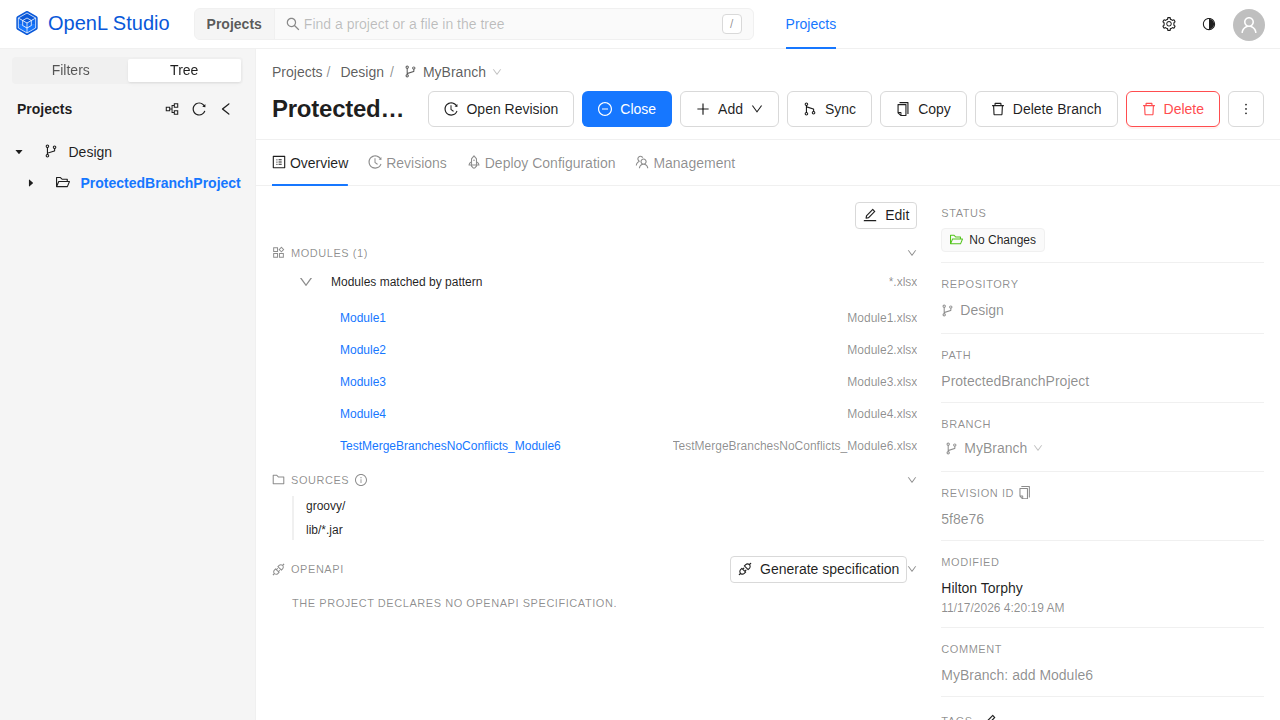 OpenL Studio
Projects
Find a project or a file in the tree
/
Projects
Filters
Tree
Projects
Design
ProtectedBranchProject
Projects / Design / MyBranch
Protected...
Open Revision
Close
Add
Sync
Copy
Delete Branch
Delete
Overview
Revisions
Deploy Configuration
Management
Edit
MODULES (1)
Modules matched by pattern
*.xlsx
Module1
Module1.xlsx
Module2
Module2.xlsx
Module3
Module3.xlsx
Module4
Module4.xlsx
TestMergeBranchesNoConflicts_Module6
TestMergeBranchesNoConflicts_Module6.xlsx
SOURCES
groovy/
lib/*.jar
OPENAPI
Generate specification
THE PROJECT DECLARES NO OPENAPI SPECIFICATION.
STATUS
No Changes
REPOSITORY
Design
PATH
ProtectedBranchProject
BRANCH
MyBranch
REVISION ID
5f8e76
MODIFIED
Hilton Torphy
11/17/2026 4:20:19 AM
COMMENT
MyBranch: add Module6
TAGS